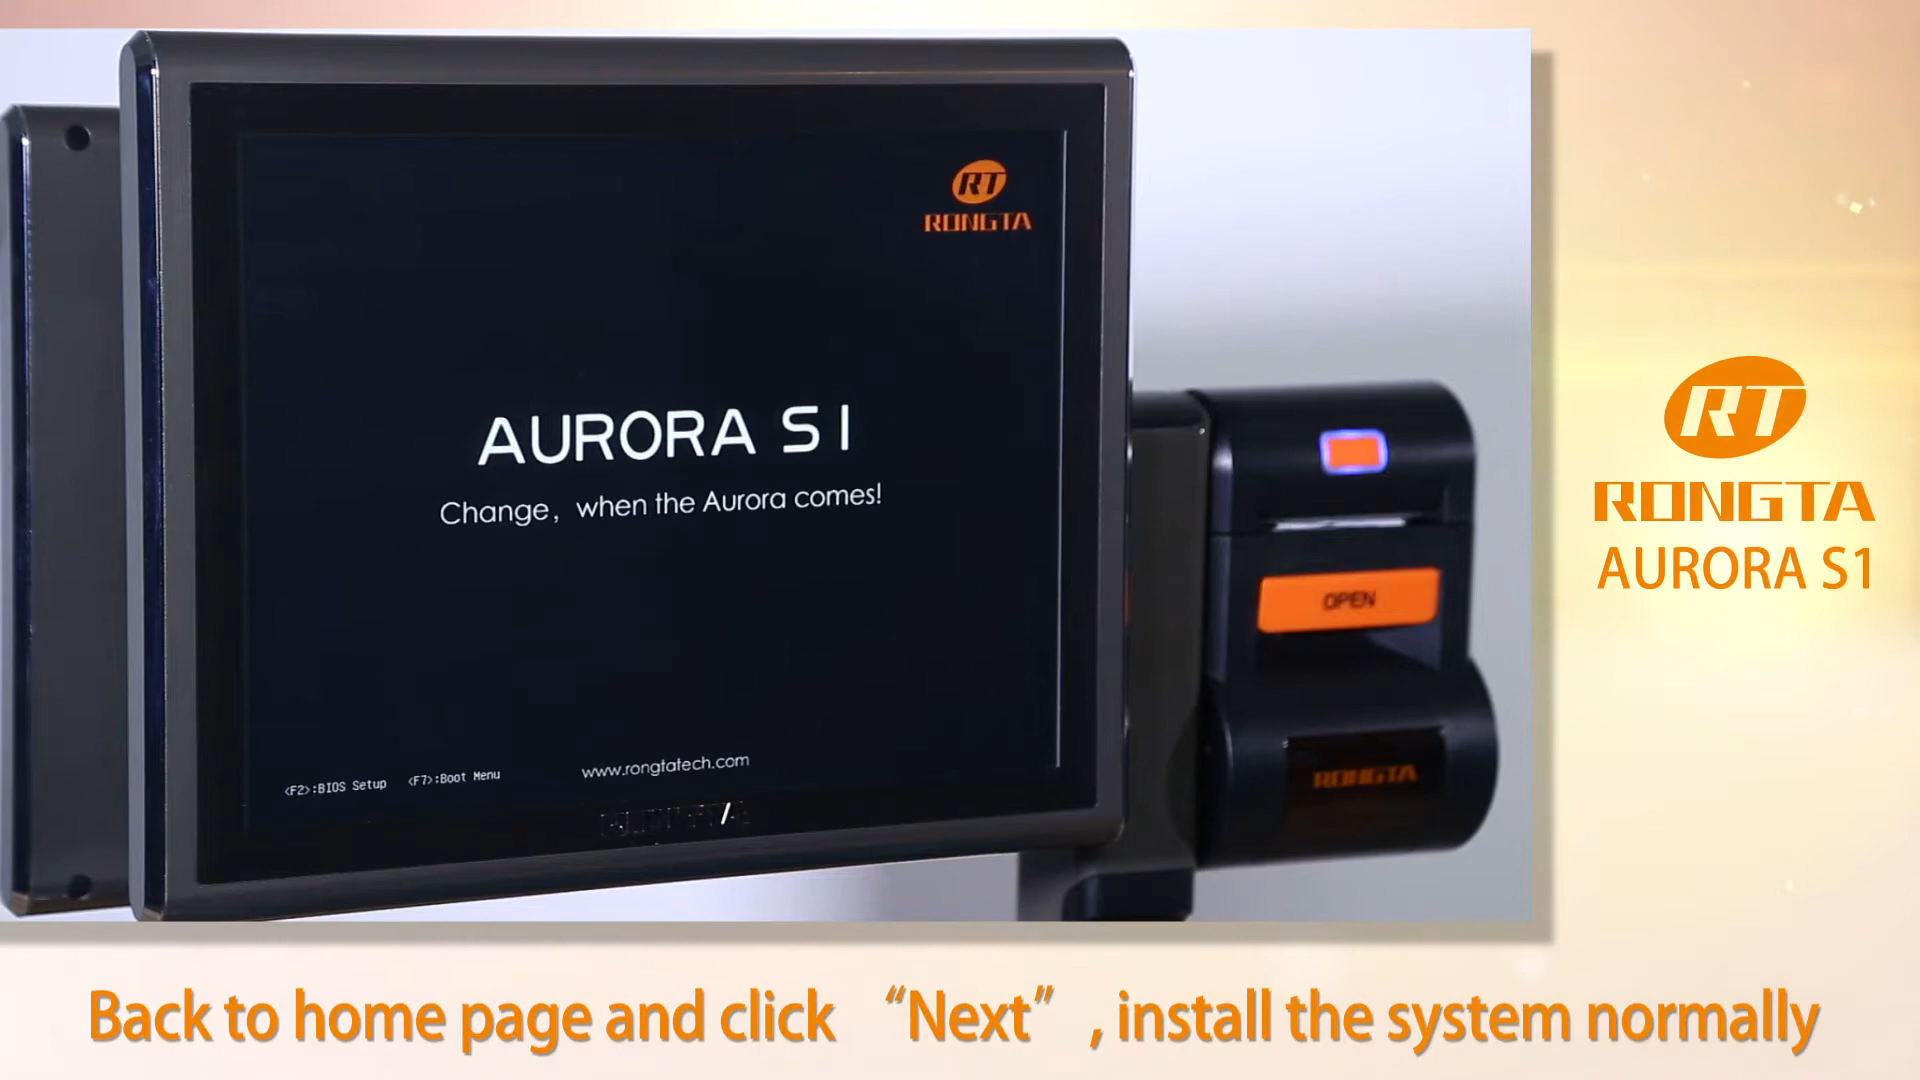 RT
RONGTA
AURORA S1
Change, when the Aurora comes!
<F2>:BIOS Setup <F7>:Boot Menu
www.rongtatech.com
OPEN
RONGTA
RT
RONGTA
AURORA S1
Back to home page and click “Next”, install the system normally